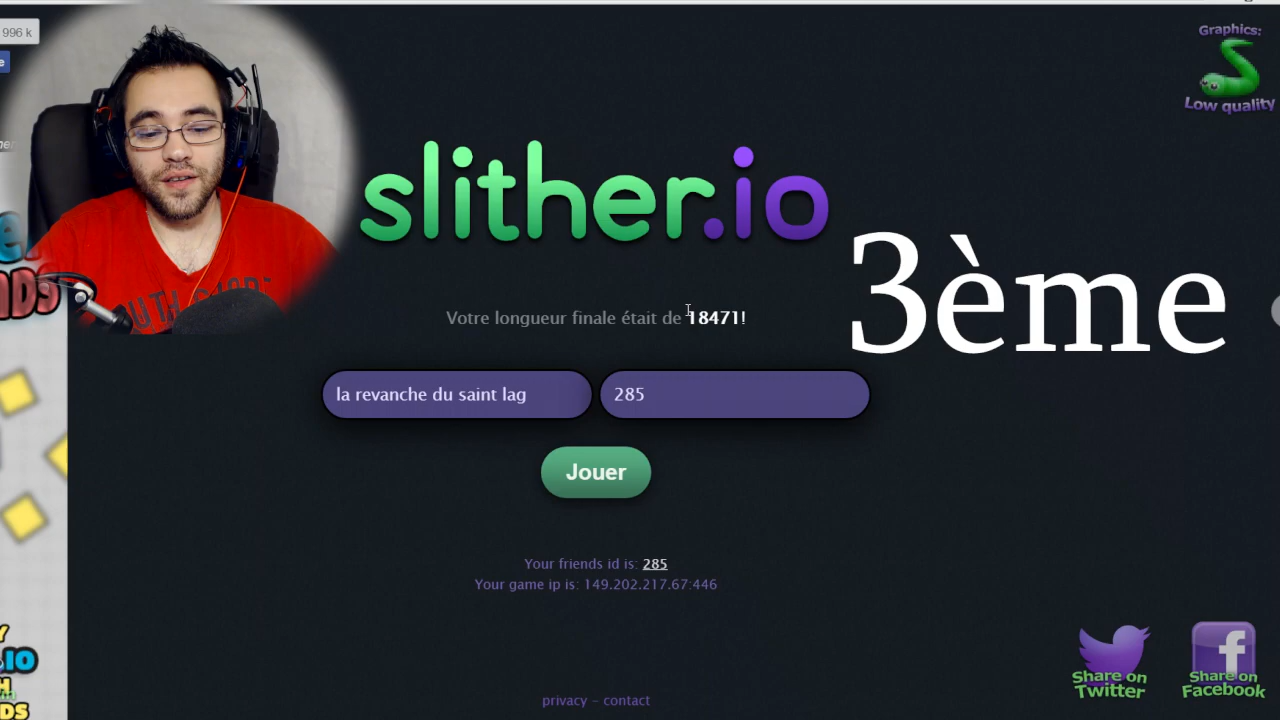 996 k
Graphics:
Low quality
slither.io
3ème
Votre longueur finale était de 18471!
la revanche du saint lag
285
Jouer
Your friends id is: 285
Your game ip is: 149.202.217.67:446
.IO
Share on
Twitter
Share on
Facebook
privacy - contact